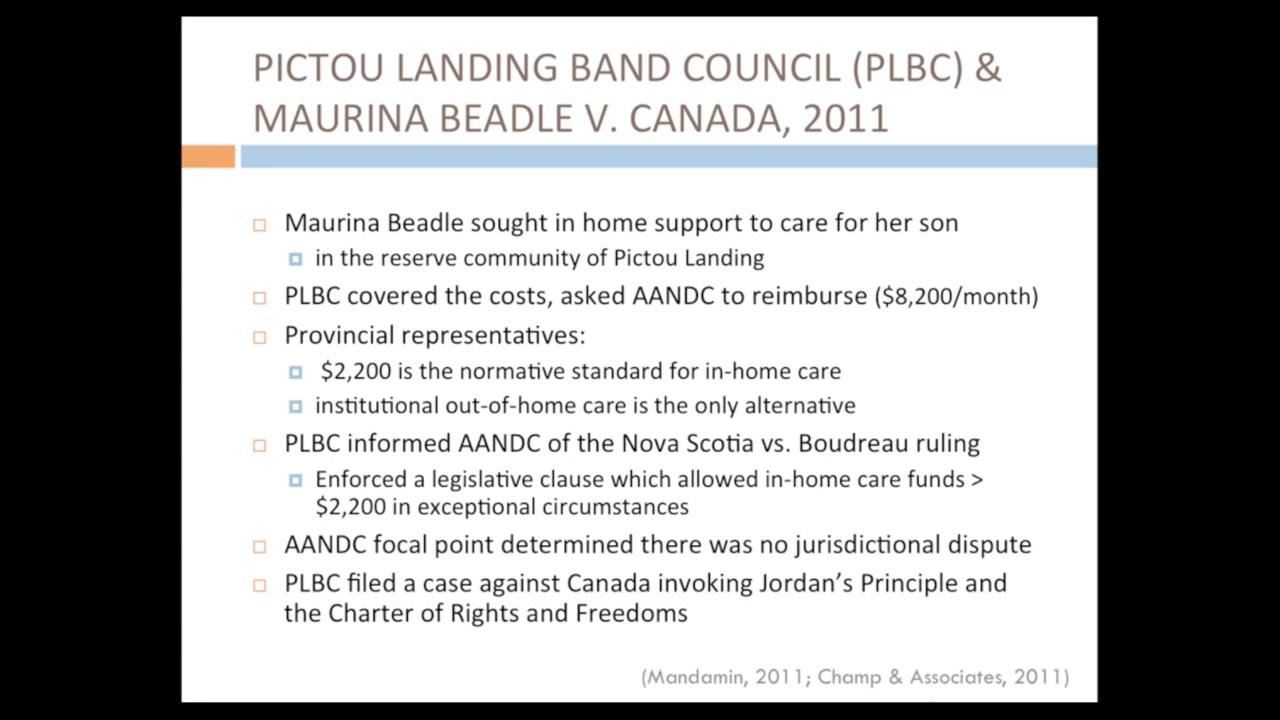 PICTOU LANDING BAND COUNCIL (PLBC) &
MAURINA BEADLE V. CANADA, 2011
Maurina Beadle sought in home support to care for her son
in the reserve community of Pictou Landing
PLBC covered the costs, asked AANDC to reimburse ($8,200/month)
Provincial representatives:
$2,200 is the normative standard for in-home care
institutional out-of-home care is the only alternative
PLBC informed AANDC of the Nova Scotia vs. Boudreau ruling
Enforced a legislative clause which allowed in-home care funds >
$2,200 in exceptional circumstances
AANDC focal point determined there was no jurisdictional dispute
PLBC filed a case against Canada invoking Jordan's Principle and
the Charter of Rights and Freedoms
(Mandamin, 2011; Champ & Associates, 2011)